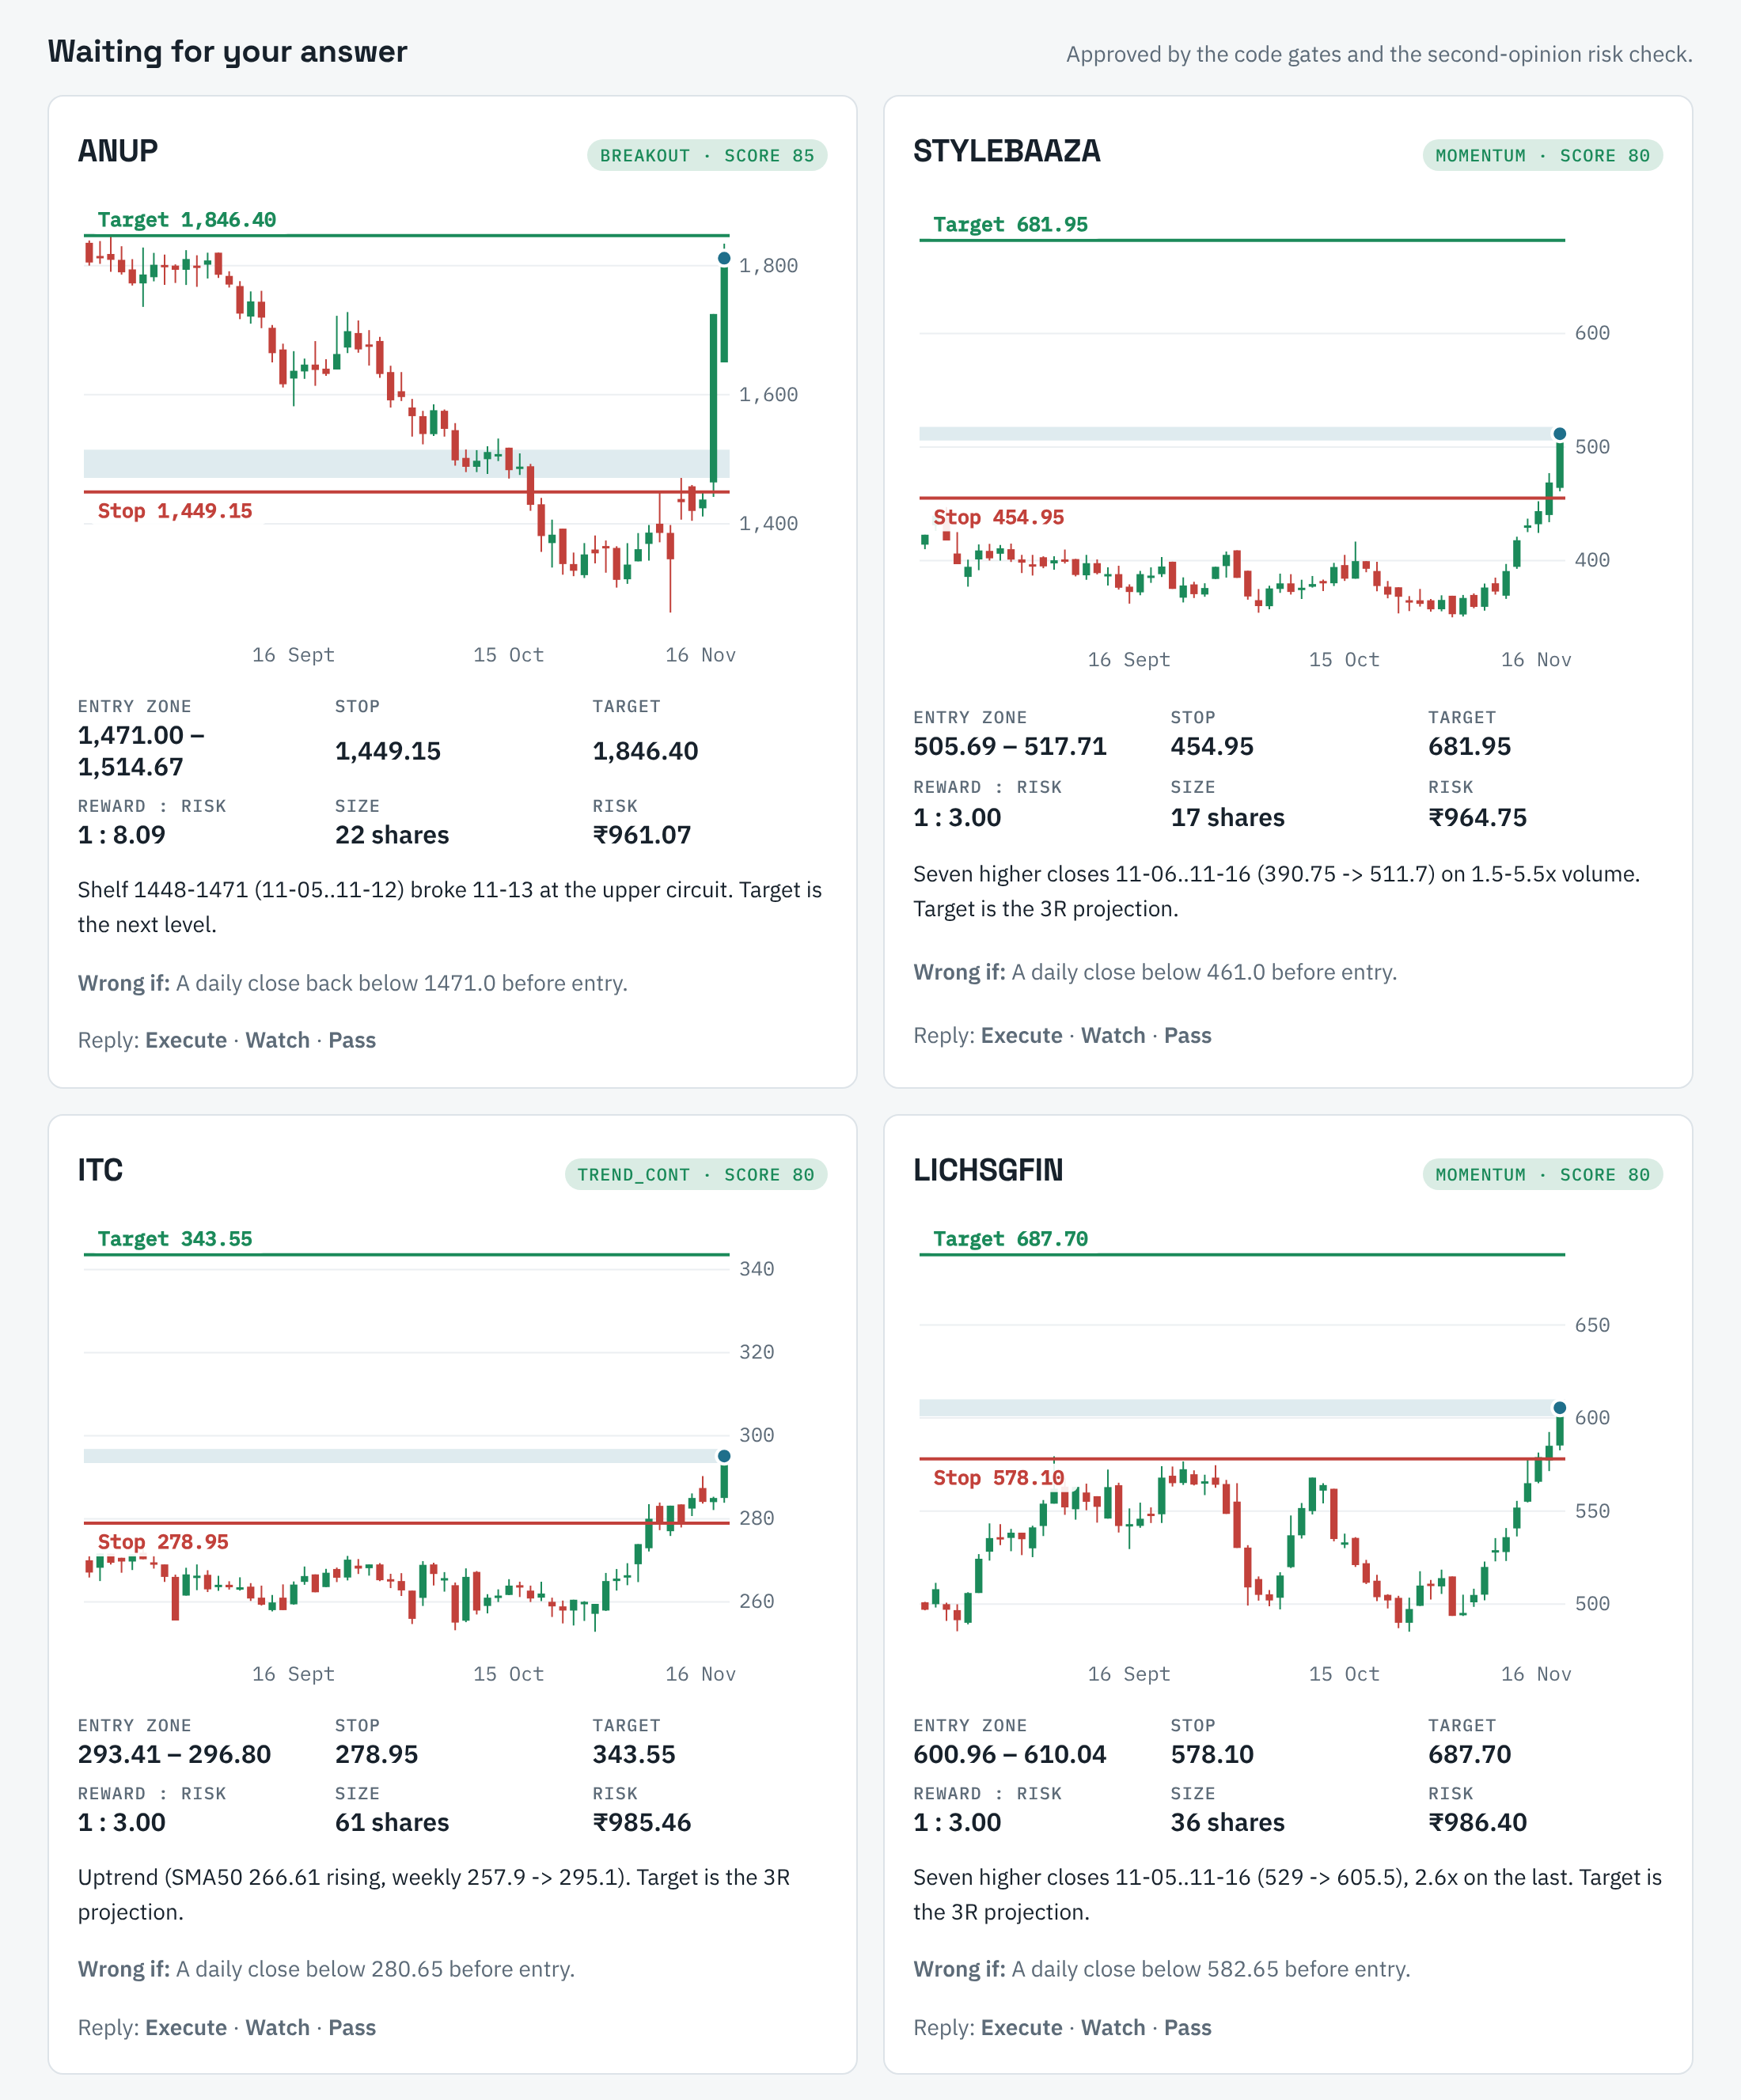 Waiting for your answer
Approved by the code gates and the second-opinion risk check.
ANUP
BREAKOUT · SCORE 85
Target 1,846.40
1,800
1,600
Stop 1,449.15
1,400
16 Sept
15 Oct
16 Nov
ENTRY ZONE
STOP
TARGET
1,471.00 –
1,514.67
1,449.15
1,846.40
REWARD : RISK
SIZE
RISK
1 : 8.09
22 shares
₹961.07
Shelf 1448-1471 (11-05..11-12) broke 11-13 at the upper circuit. Target is
the next level.
Wrong if: A daily close back below 1471.0 before entry.
Reply: Execute · Watch · Pass
STYLEBAAZA
MOMENTUM · SCORE 80
Target 681.95
600
500
Stop 454.95
400
16 Sept
15 Oct
16 Nov
ENTRY ZONE
STOP
TARGET
505.69 – 517.71
454.95
681.95
REWARD : RISK
SIZE
RISK
1 : 3.00
17 shares
₹964.75
Seven higher closes 11-06..11-16 (390.75 -> 511.7) on 1.5-5.5x volume.
Target is the 3R projection.
Wrong if: A daily close below 461.0 before entry.
Reply: Execute · Watch · Pass
ITC
TREND_CONT · SCORE 80
Target 343.55
340
320
300
280
Stop 278.95
260
16 Sept
15 Oct
16 Nov
ENTRY ZONE
STOP
TARGET
293.41 – 296.80
278.95
343.55
REWARD : RISK
SIZE
RISK
1 : 3.00
61 shares
₹985.46
Uptrend (SMA50 266.61 rising, weekly 257.9 -> 295.1). Target is the 3R
projection.
Wrong if: A daily close below 280.65 before entry.
Reply: Execute · Watch · Pass
LICHSGFIN
MOMENTUM · SCORE 80
Target 687.70
650
600
Stop 578.10
550
500
16 Sept
15 Oct
16 Nov
ENTRY ZONE
STOP
TARGET
600.96 – 610.04
578.10
687.70
REWARD : RISK
SIZE
RISK
1 : 3.00
36 shares
₹986.40
Seven higher closes 11-05..11-16 (529 -> 605.5), 2.6x on the last. Target is
the 3R projection.
Wrong if: A daily close below 582.65 before entry.
Reply: Execute · Watch · Pass